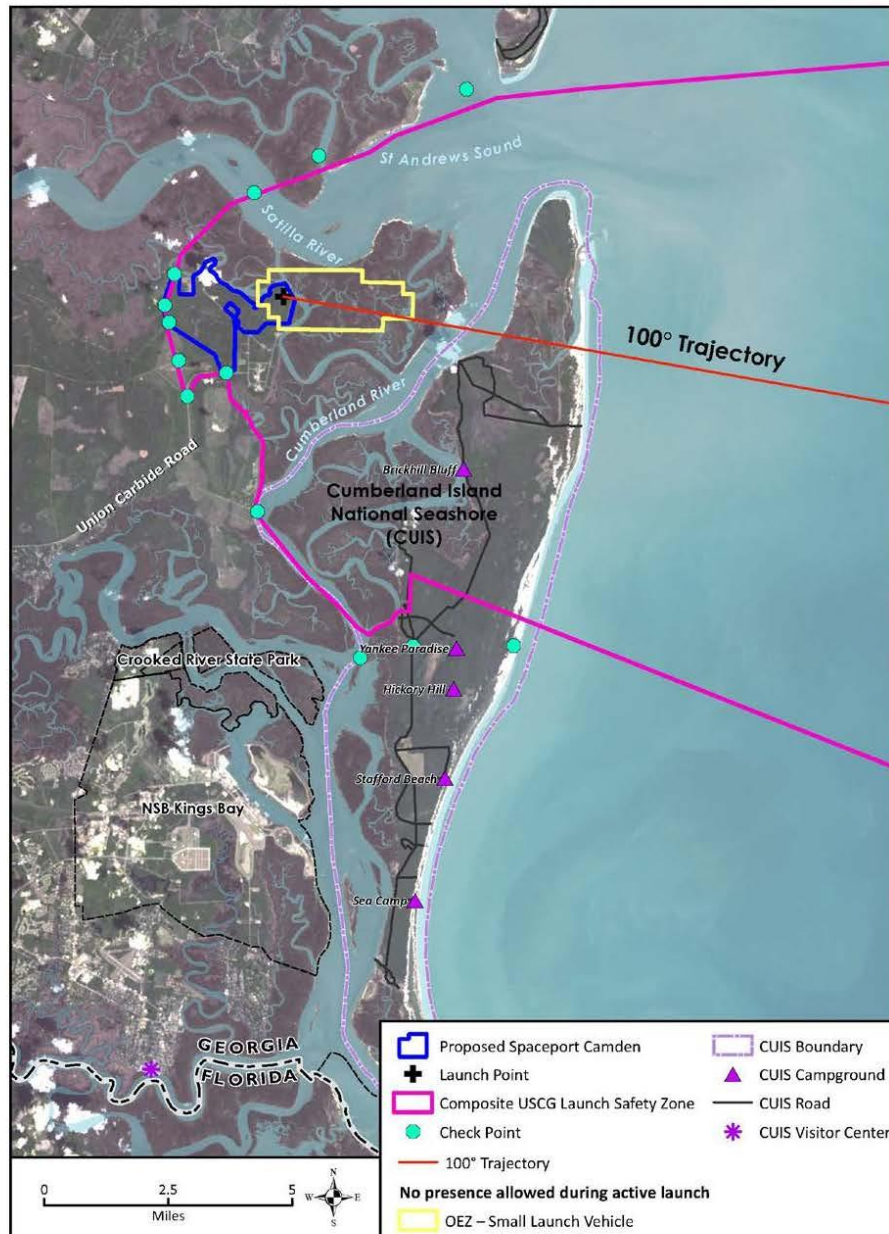 St Andrews Sound
Satilla River
100° Trajectory
Cumberland River
Union Carbide Road
Brickhill Bluff
Cumberland Island
National Seashore
(CUIS)
Yankee Paradise
Crooked River State Park
Hickory Hill
Stafford Beach
NSB Kings Bay
Sea Camp
GEORGIA
FLORIDA
Proposed Spaceport Camden
Launch Point
Composite USCG Launch Safety Zone
Check Point
100° Trajectory
No presence allowed during active launch
OEZ – Small Launch Vehicle
CUIS Boundary
CUIS Campground
CUIS Road
CUIS Visitor Center
0 2.5 5
Miles
N
W E
S